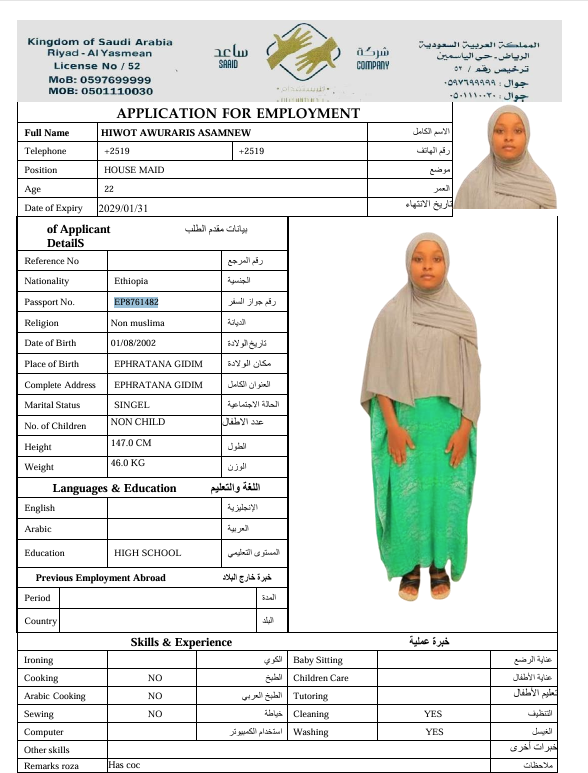 Kingdom of Saudi Arabia
Riyad - Al Yasmean
License No / 52
MoB: 0597699999
MOB: 0501110030
SAAID ساعد
شركة COMPANY
المملكة العربية السعودية
الرياض - حي الياسمين
ترخيص رقم / ٥٢
جوال : ٠٥٩٧٦٩٩٩٩٩
جوال : ٠٥٠١١١٠٠٣٠
APPLICATION FOR EMPLOYMENT
Full Name HIWOT AWURARIS ASAMNEW الاسم الكامل
Telephone +2519 +2519 رقم الهاتف
Position HOUSE MAID موضع
Age 22 العمر
Date of Expiry 2029/01/31 تاريخ الانتهاء
of Applicant بيانات مقدم الطلب
DetailS
Reference No رقم المرجع
Nationality Ethiopia الجنسية
Passport No. EP8761482 رقم جواز السفر
Religion Non muslima الديانة
Date of Birth 01/08/2002 تاريخ الولادة
Place of Birth EPHRATANA GIDIM مكان الولادة
Complete Address EPHRATANA GIDIM العنوان الكامل
Marital Status SINGEL الحالة الاجتماعية
No. of Children NON CHILD عدد الاطفال
Height 147.0 CM الطول
Weight 46.0 KG الوزن
Languages & Education اللغة والتعليم
English الإنجليزية
Arabic العربية
Education HIGH SCHOOL المستوى التعليمي
Previous Employment Abroad خبرة خارج البلاد
Period المدة
Country البلد
Skills & Experience خبرة عملية
Ironing الكوي Baby Sitting عناية الرضع
Cooking NO الطبخ Children Care عناية الأطفال
Arabic Cooking NO الطبخ العربي Tutoring تعليم الأطفال
Sewing NO خياطة Cleaning YES التنظيف
Computer استخدام الكمبيوتر Washing YES الغيسل
Other skills خبرات أخرى
Remarks roza Has coc ملاحظات